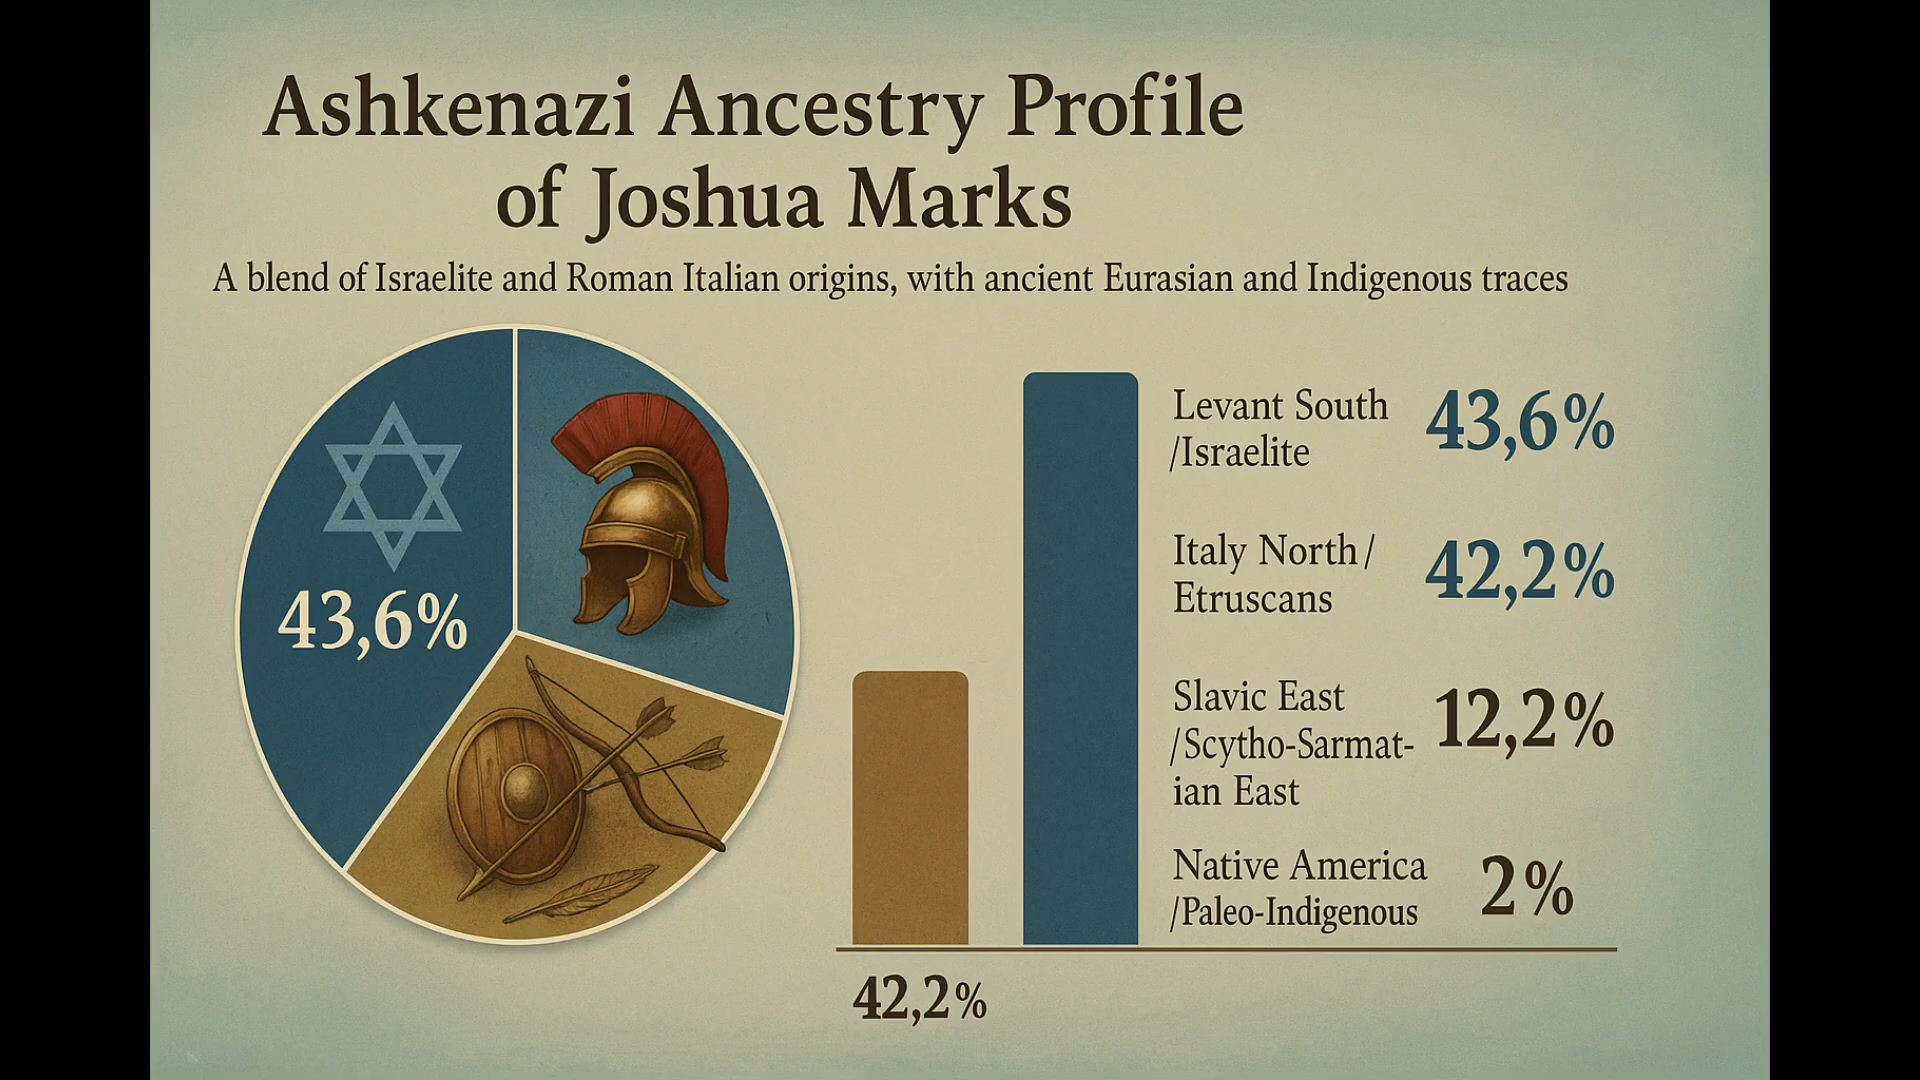 Ashkenazi Ancestry Profile
of Joshua Marks
A blend of Israelite and Roman Italian origins, with ancient Eurasian and Indigenous traces
43,6%
Levant South
/Israelite
43,6%
Italy North/
Etruscans
42,2%
Slavic East
/Scytho-Sarmat-
ian East
12,2%
Native America
/Paleo-Indigenous
2%
42,2%